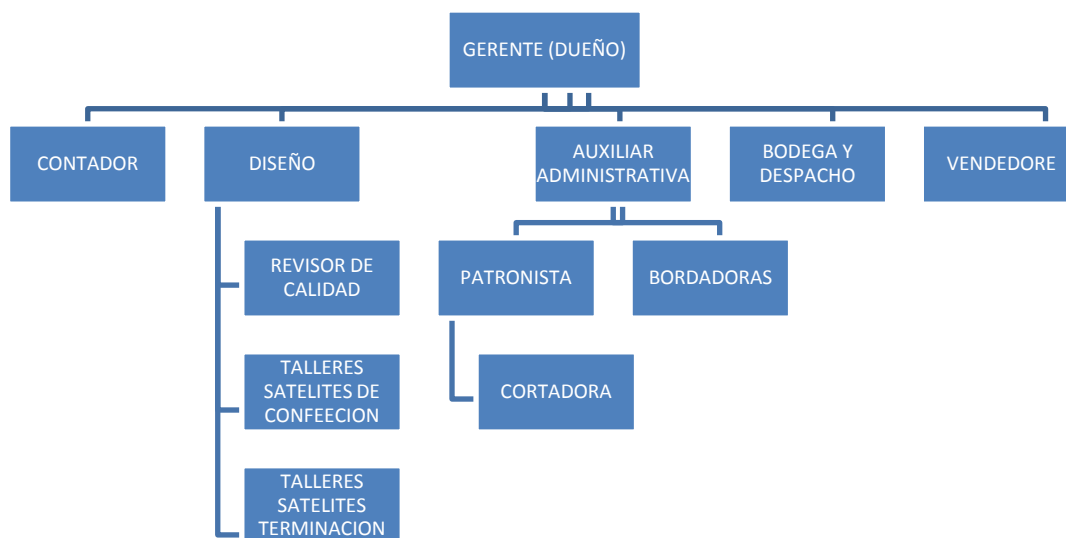 GERENTE (DUEÑO)
CONTADOR
DISEÑO
AUXILIAR
ADMINISTRATIVA
BODEGA Y
DESPACHO
VENDEDORE
REVISOR DE
CALIDAD
PATRONISTA
BORDADORAS
TALLERES
SATELITES DE
CONFEECION
CORTADORA
TALLERES
SATELITES
TERMINACION